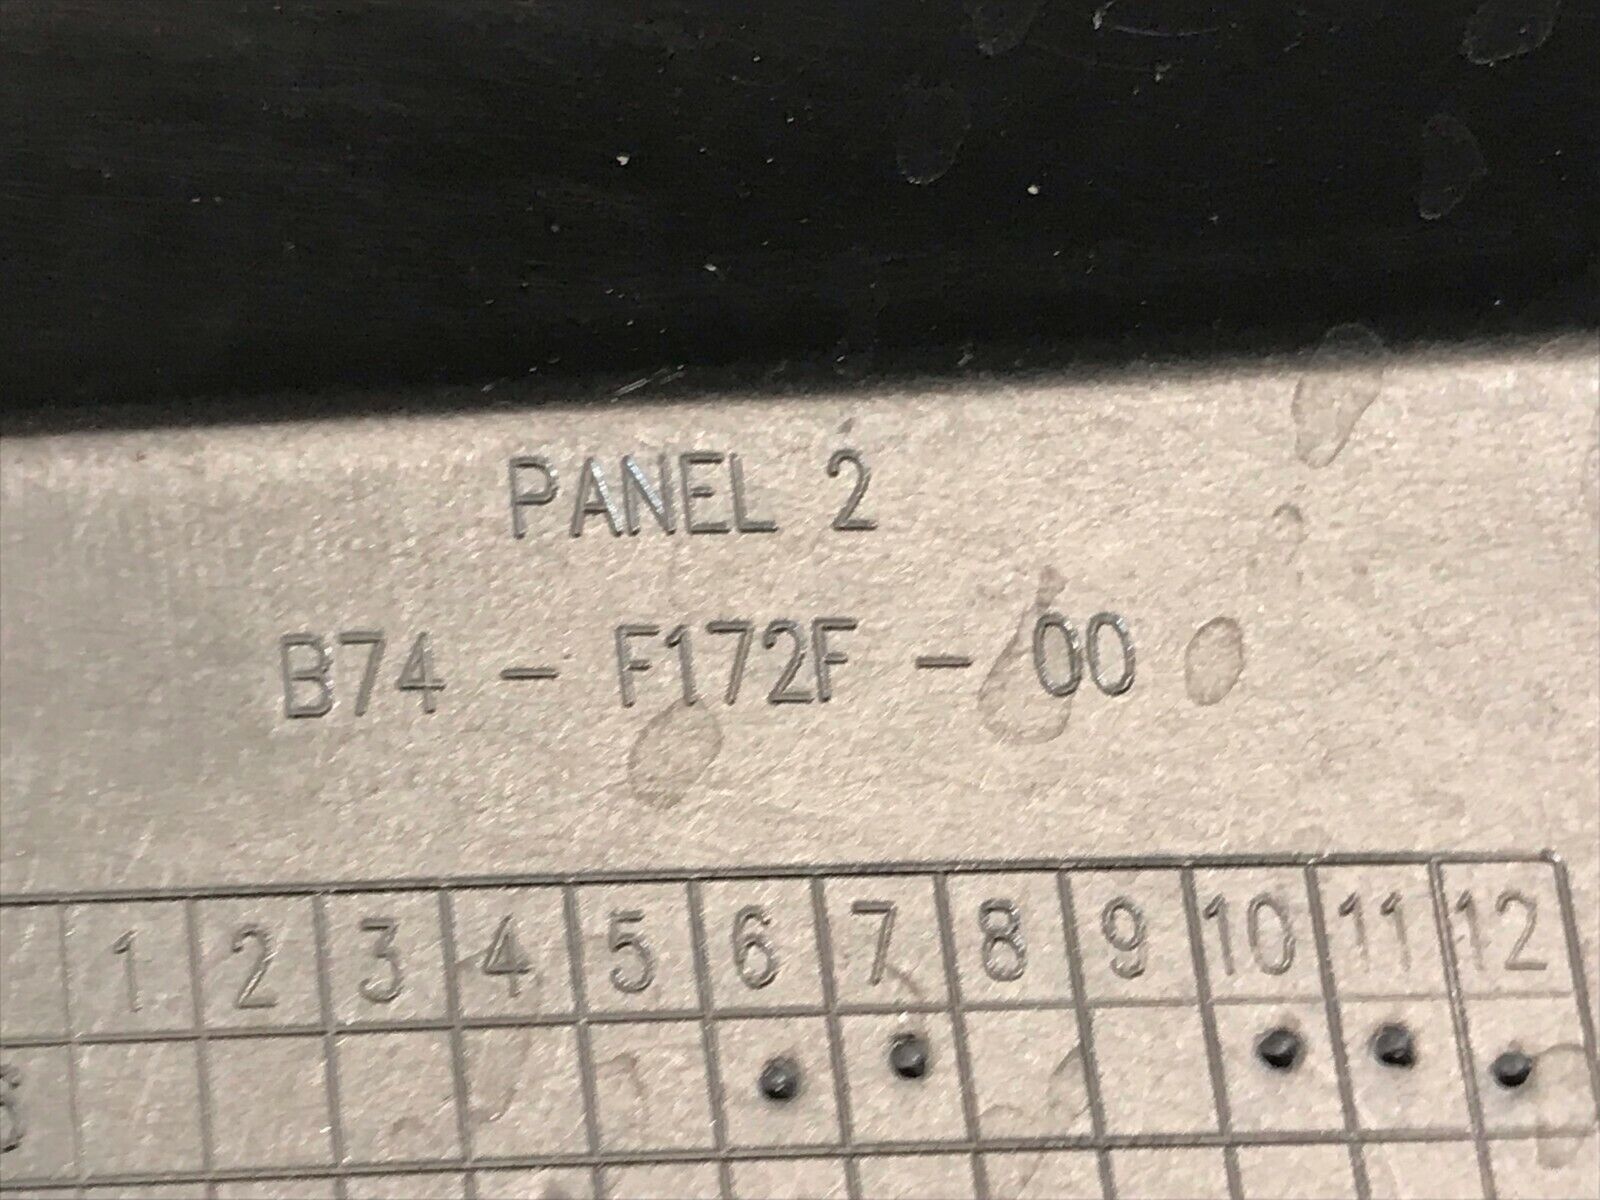 PANEL 2
B74 - F172F - 00
1 2 3 4 5 6 7 8 9 10 11 12